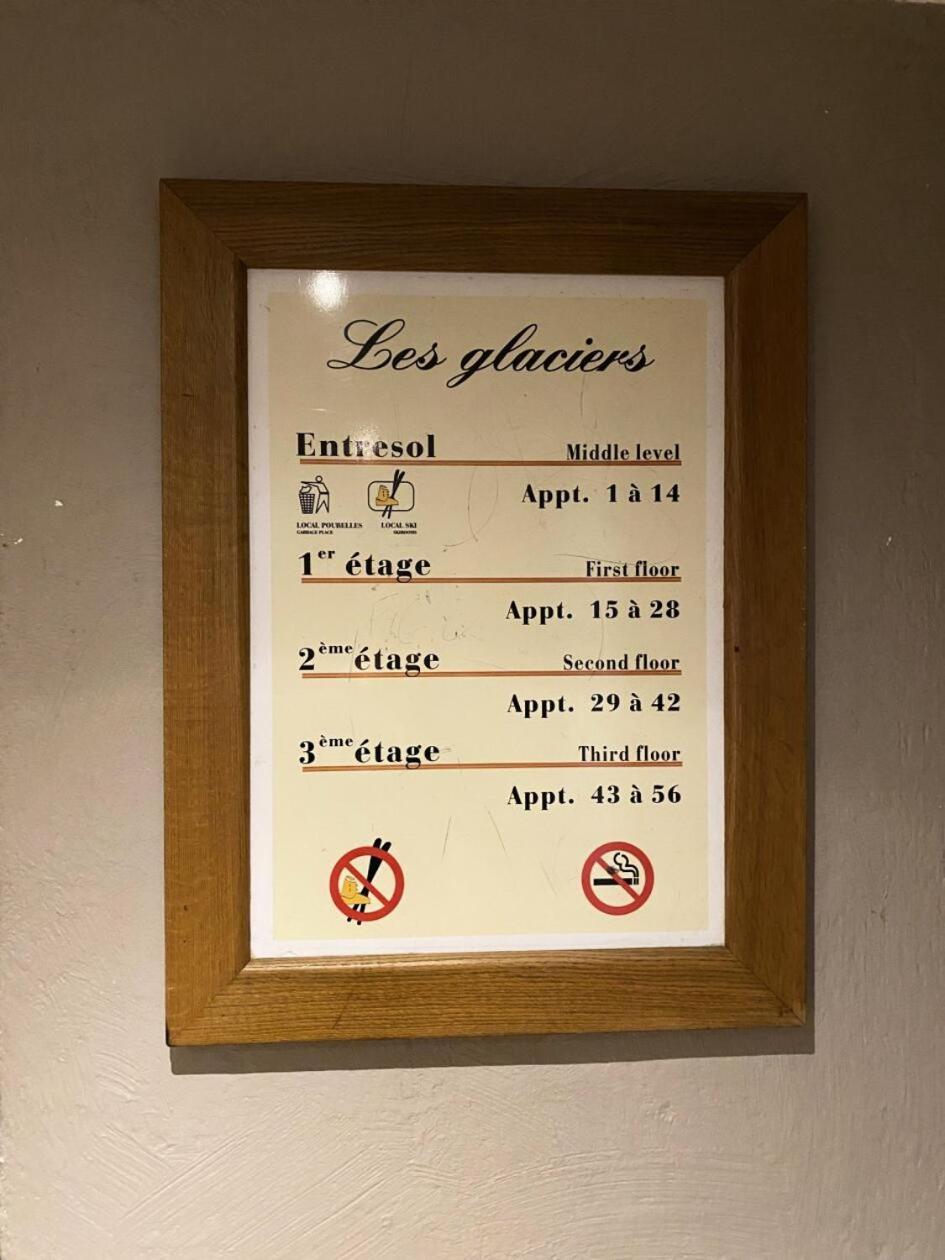 Les glaciers
Entresol Middle level
Appt. 1 à 14
LOCAL POUBELLES LOCAL SKI
GARBAGE PLACE SKIROOMS
1er étage First floor
Appt. 15 à 28
2ème étage Second floor
Appt. 29 à 42
3ème étage Third floor
Appt. 43 à 56